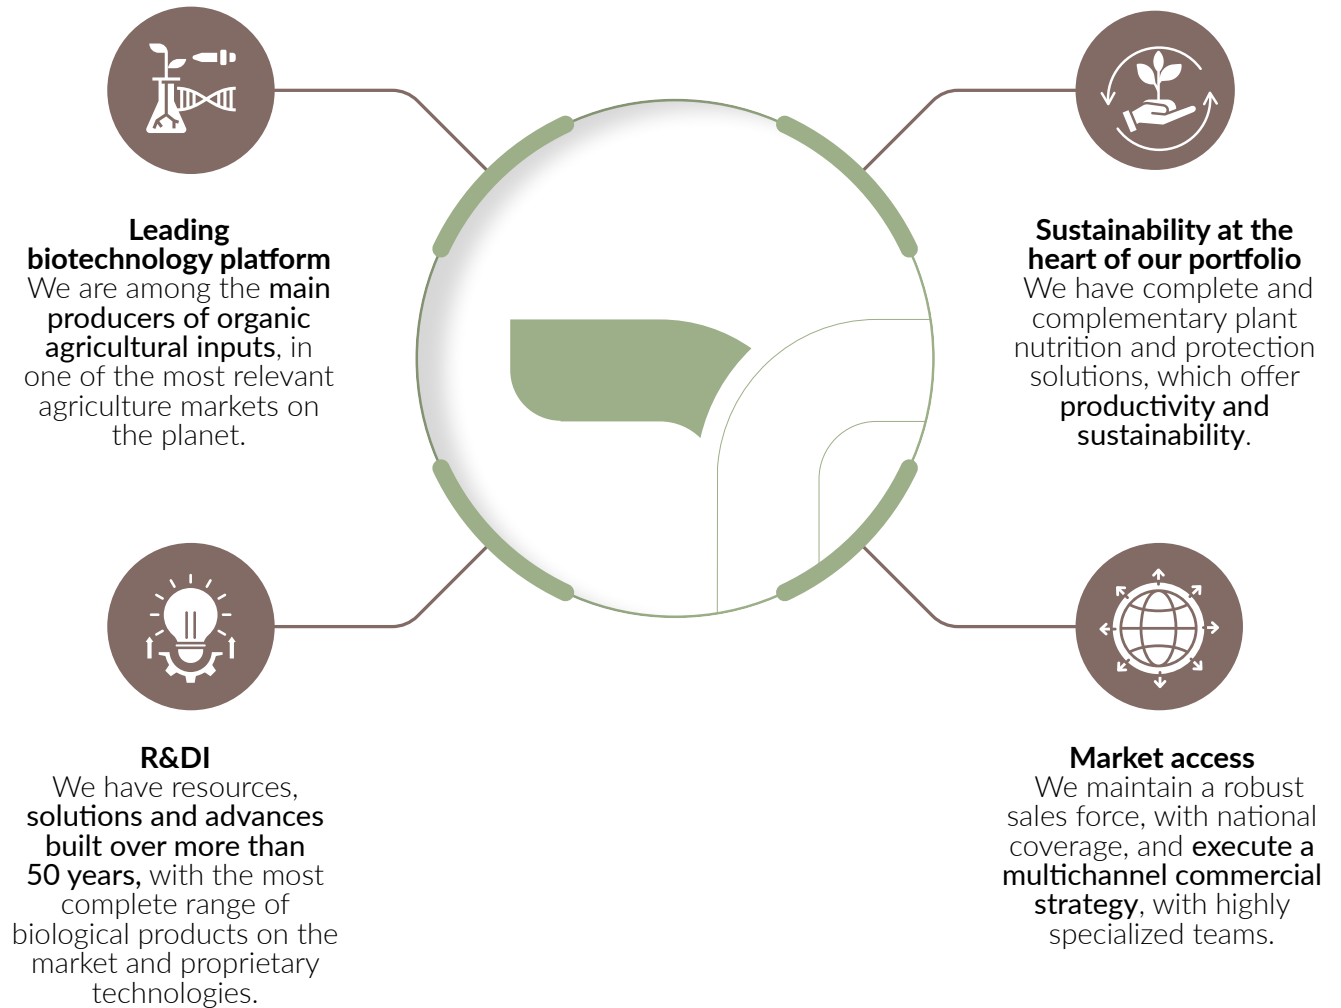 Leading
biotechnology platform
We are among the main
producers of organic
agricultural inputs, in
one of the most relevant
agriculture markets on
the planet.
Sustainability at the
heart of our portfolio
We have complete and
complementary plant
nutrition and protection
solutions, which offer
productivity and
sustainability.
R&DI
We have resources,
solutions and advances
built over more than
50 years, with the most
complete range of
biological products on the
market and proprietary
technologies.
Market access
We maintain a robust
sales force, with national
coverage, and execute a
multichannel commercial
strategy, with highly
specialized teams.